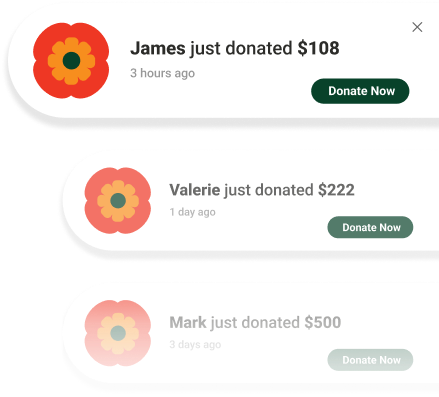 James just donated $108
3 hours ago
Donate Now
Valerie just donated $222
1 day ago
Donate Now
Mark just donated $500
3 days ago
Donate Now